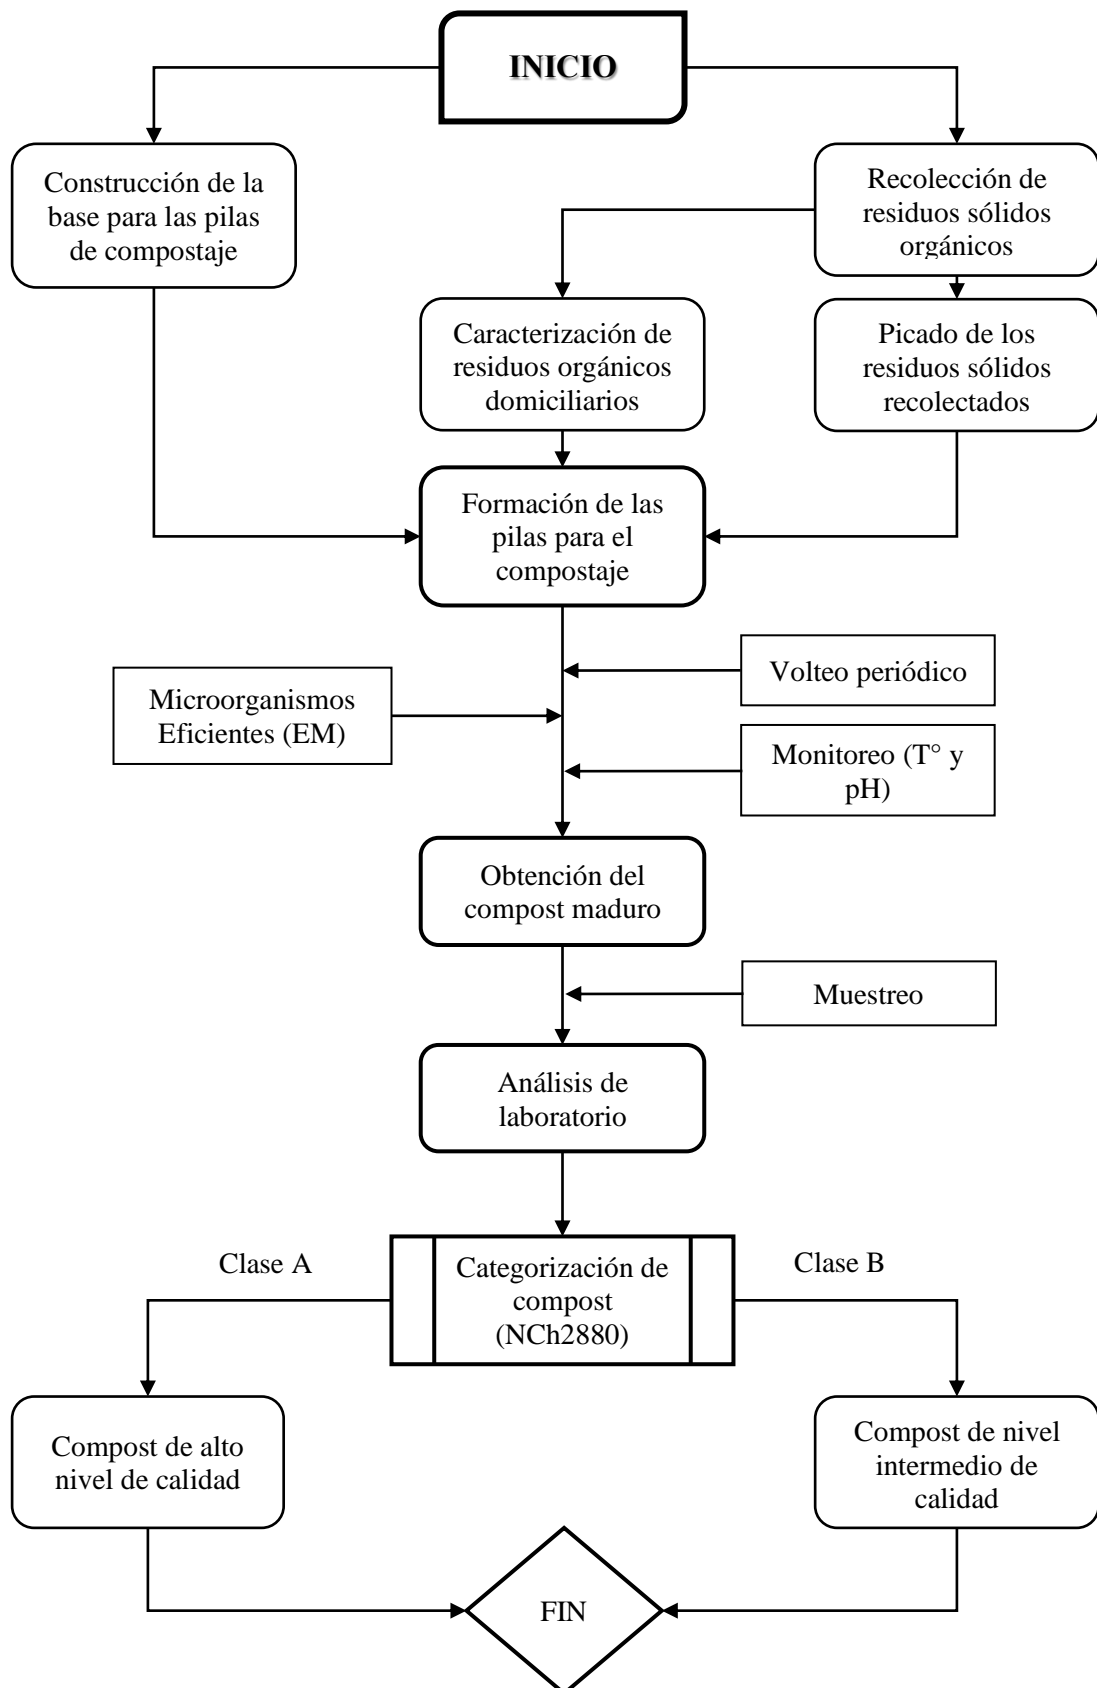 INICIO
Construcción de la
base para las pilas
de compostaje
Recolección de
residuos sólidos
orgánicos
Caracterización de
residuos orgánicos
domiciliarios
Picado de los
residuos sólidos
recolectados
Formación de las
pilas para el
compostaje
Volteo periódico
Microorganismos
Eficientes (EM)
Monitoreo (T° y
pH)
Obtención del
compost maduro
Muestreo
Análisis de
laboratorio
Clase A
Categorización de
compost
(NCh2880)
Clase B
Compost de alto
nivel de calidad
Compost de nivel
intermedio de
calidad
FIN